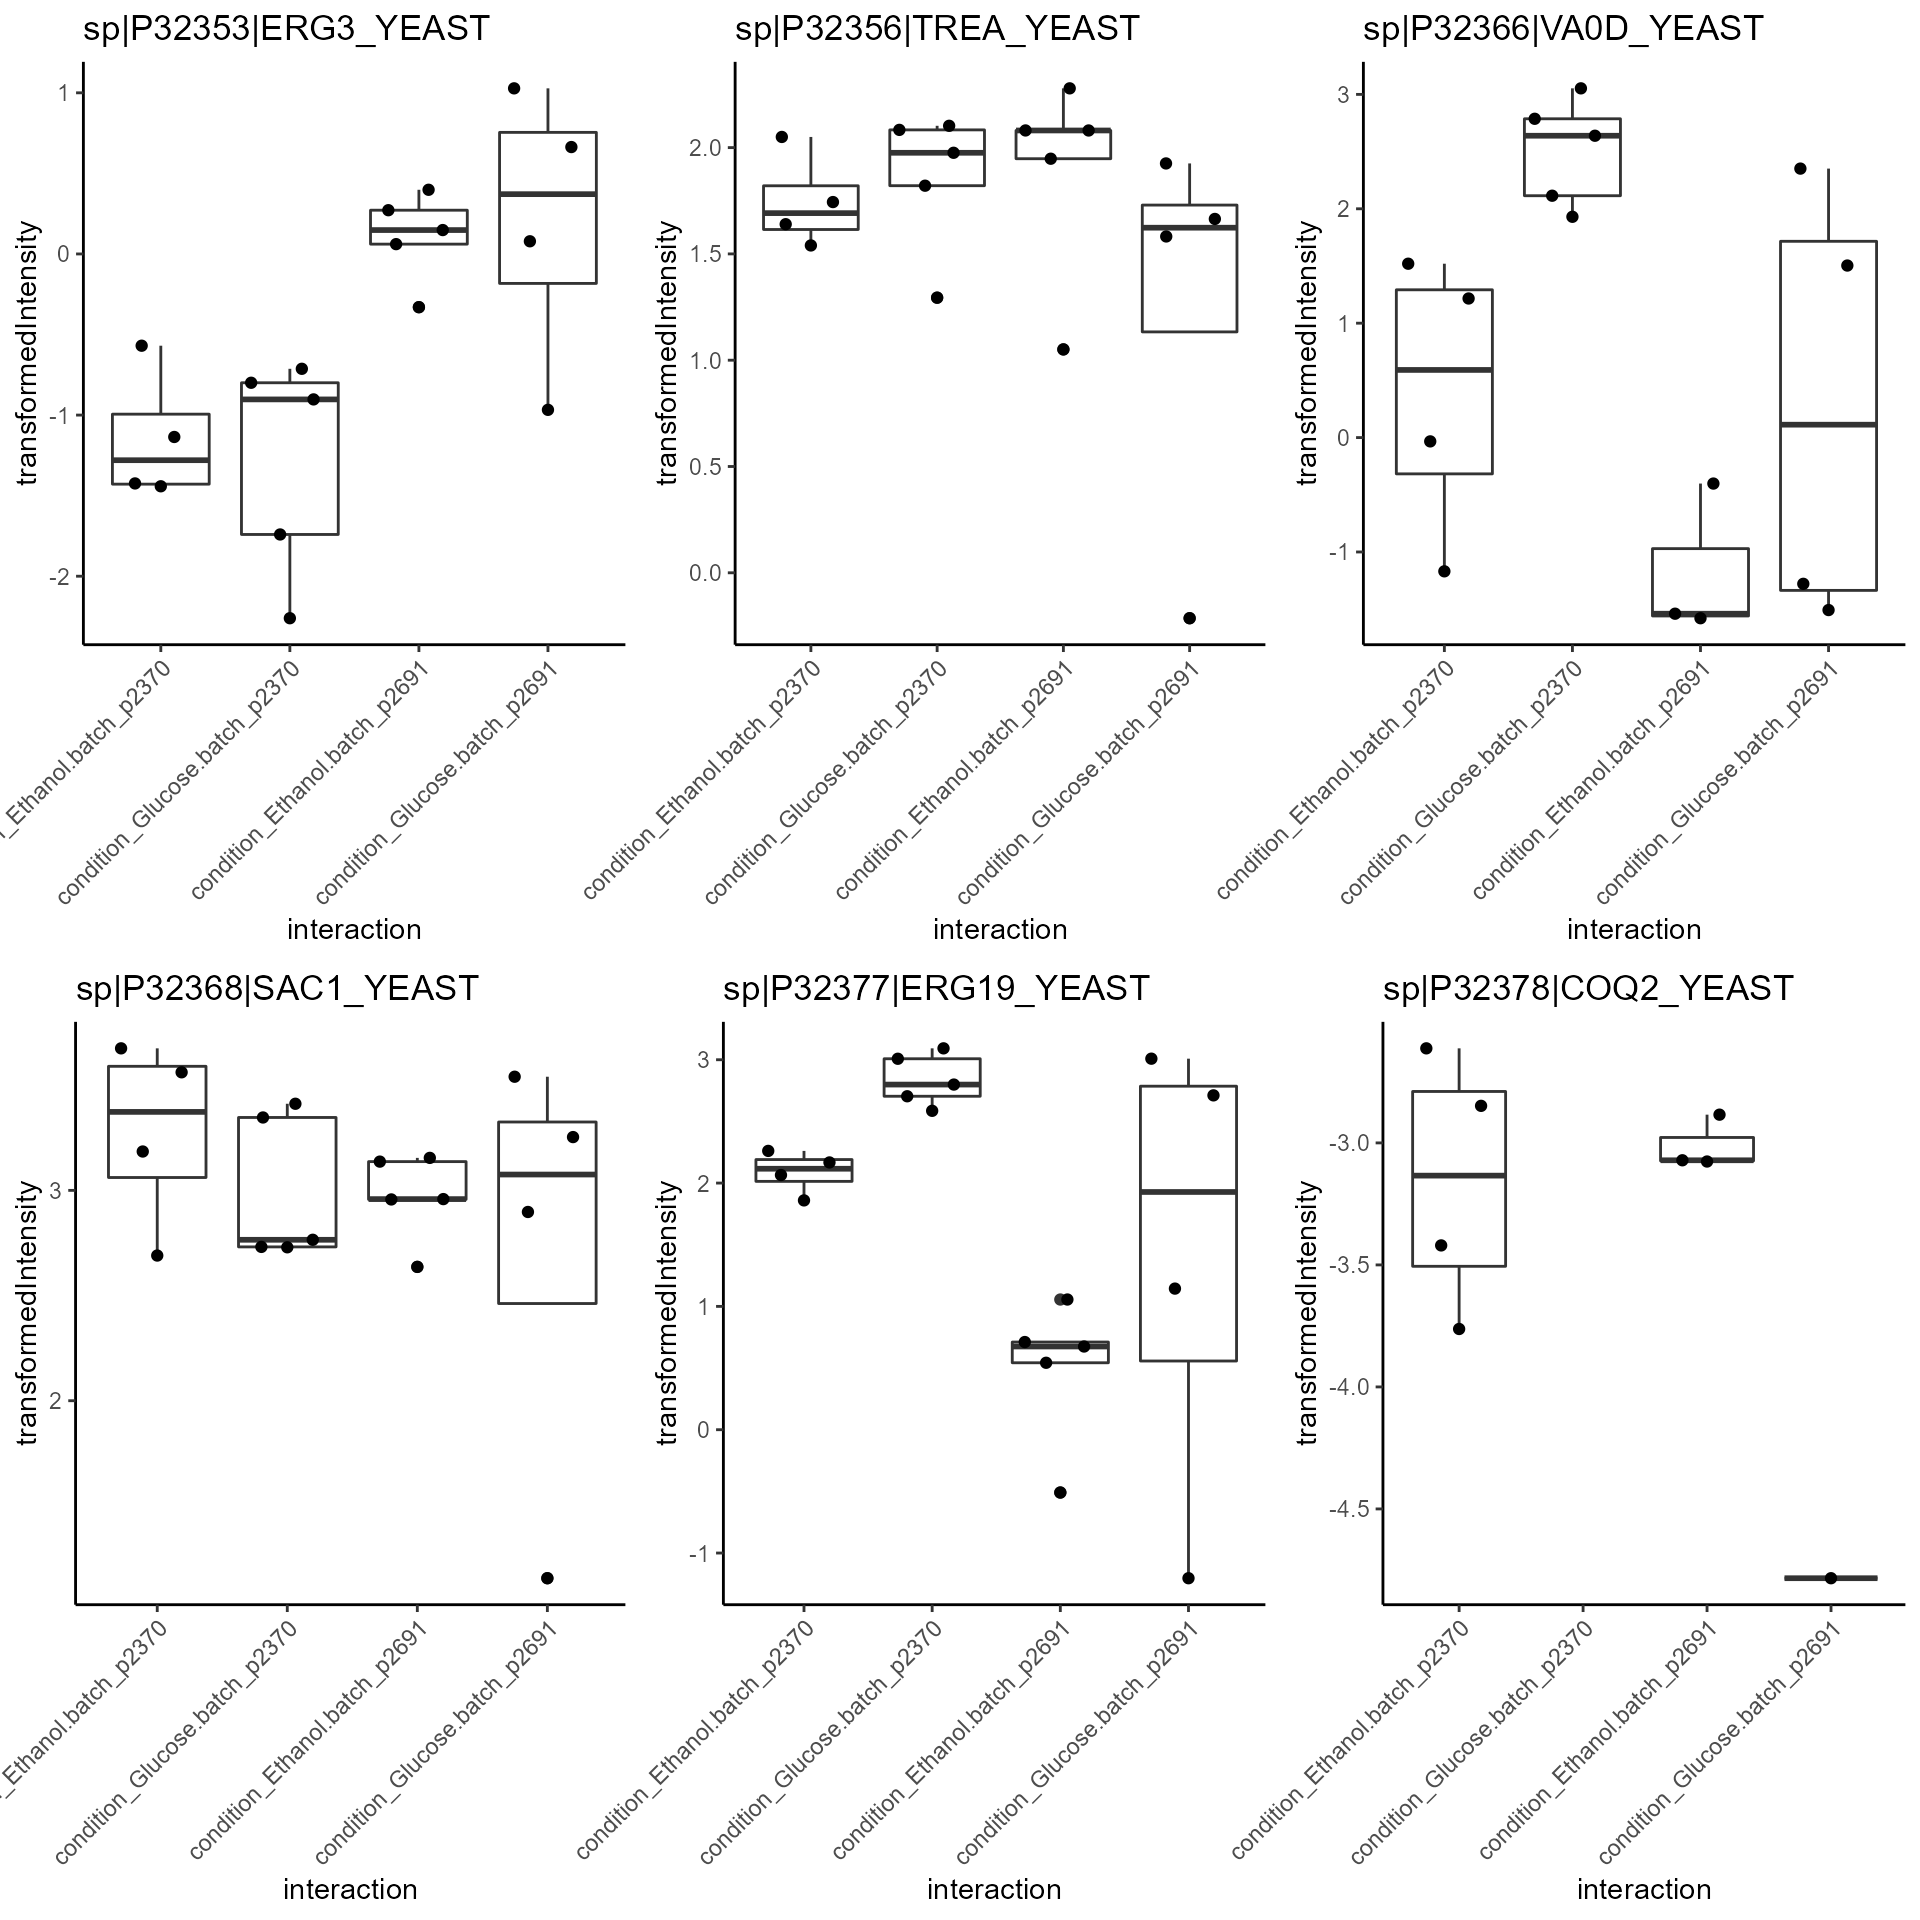 sp|P32353|ERG3_YEAST
transformedIntensity
1
0
-1
-2
_Ethanol.batch_p2370
condition_Glucose.batch_p2370
condition_Ethanol.batch_p2691
condition_Glucose.batch_p2691
interaction
sp|P32356|TREA_YEAST
transformedIntensity
2.0
1.5
1.0
0.5
0.0
condition_Ethanol.batch_p2370
condition_Glucose.batch_p2370
condition_Ethanol.batch_p2691
condition_Glucose.batch_p2691
interaction
sp|P32366|VA0D_YEAST
transformedIntensity
3
2
1
0
-1
condition_Ethanol.batch_p2370
condition_Glucose.batch_p2370
condition_Ethanol.batch_p2691
condition_Glucose.batch_p2691
interaction
sp|P32368|SAC1_YEAST
transformedIntensity
3
2
_Ethanol.batch_p2370
condition_Glucose.batch_p2370
condition_Ethanol.batch_p2691
condition_Glucose.batch_p2691
interaction
sp|P32377|ERG19_YEAST
transformedIntensity
3
2
1
0
-1
condition_Ethanol.batch_p2370
condition_Glucose.batch_p2370
condition_Ethanol.batch_p2691
condition_Glucose.batch_p2691
interaction
sp|P32378|COQ2_YEAST
transformedIntensity
-3.0
-3.5
-4.0
-4.5
condition_Ethanol.batch_p2370
condition_Glucose.batch_p2370
condition_Ethanol.batch_p2691
condition_Glucose.batch_p2691
interaction